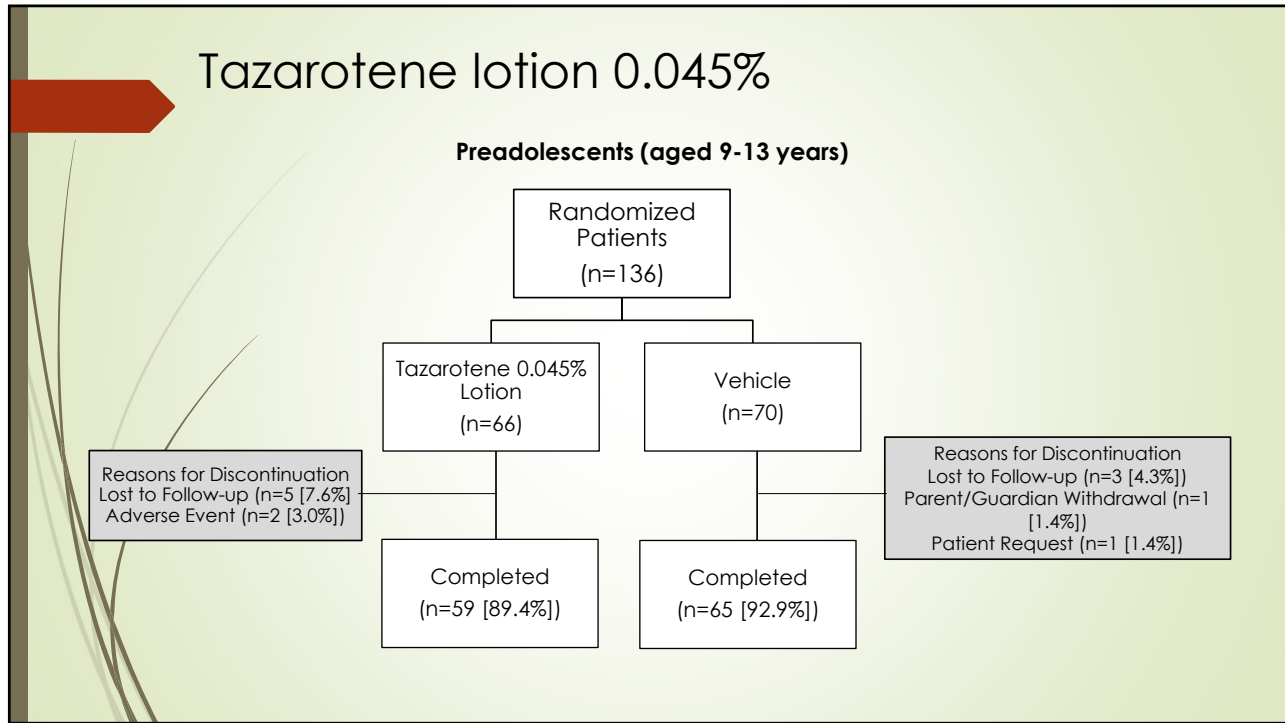 Tazarotene lotion 0.045%
Preadolescents (aged 9-13 years)
Randomized
Patients
(n=136)
Tazarotene 0.045%
Lotion
(n=66)
Vehicle
(n=70)
Reasons for Discontinuation
Lost to Follow-up (n=5 [7.6%]
Adverse Event (n=2 [3.0%])
Reasons for Discontinuation
Lost to Follow-up (n=3 [4.3%])
Parent/Guardian Withdrawal (n=1
[1.4%])
Patient Request (n=1 [1.4%])
Completed
(n=59 [89.4%])
Completed
(n=65 [92.9%])